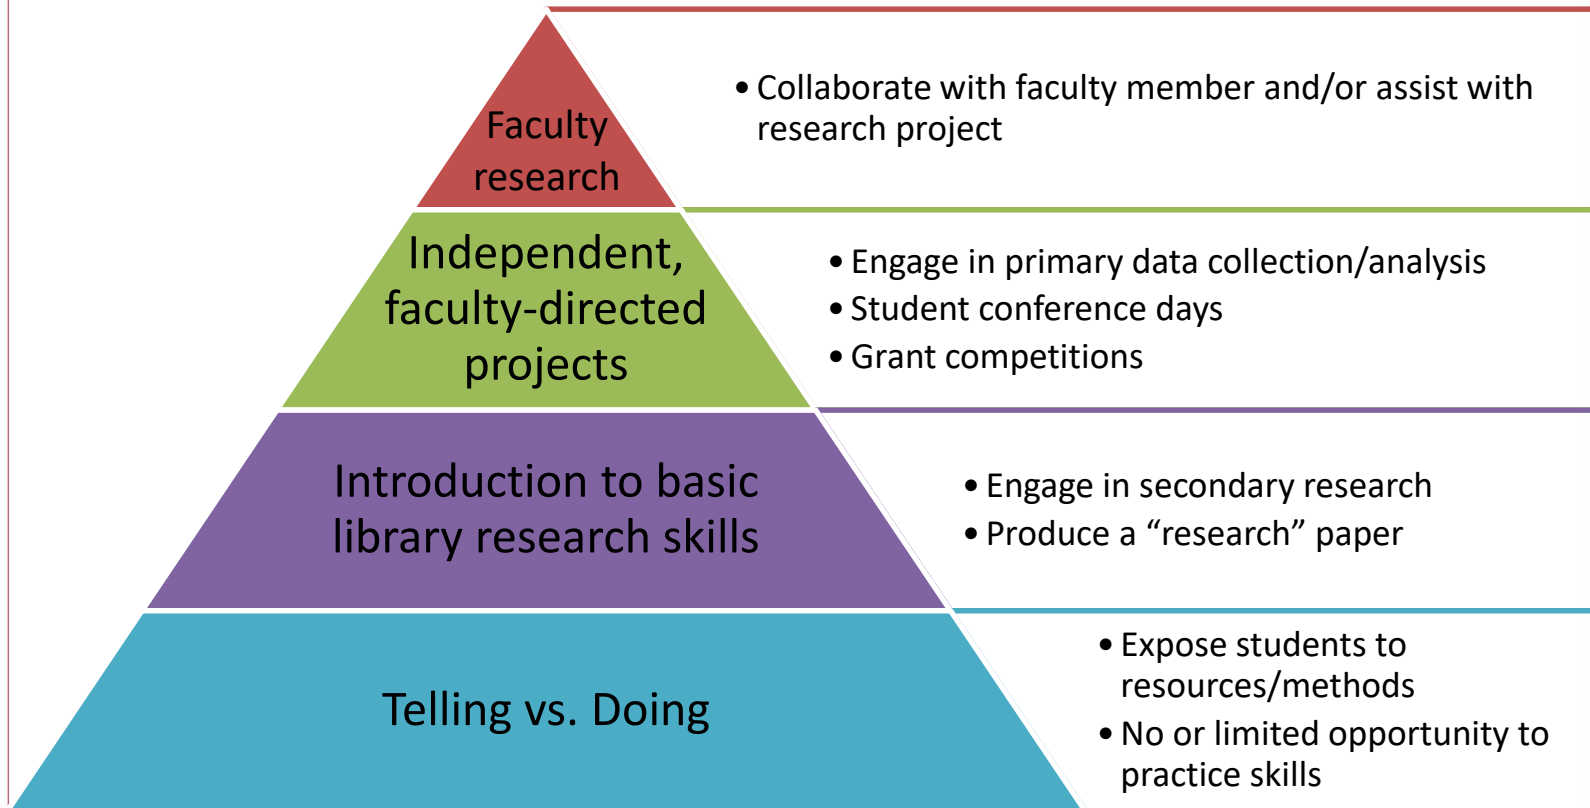 Faculty
research
• Collaborate with faculty member and/or assist with
research project
Independent,
faculty-directed
projects
• Engage in primary data collection/analysis
• Student conference days
• Grant competitions
Introduction to basic
library research skills
• Engage in secondary research
• Produce a “research” paper
Telling vs. Doing
• Expose students to
resources/methods
• No or limited opportunity to
practice skills